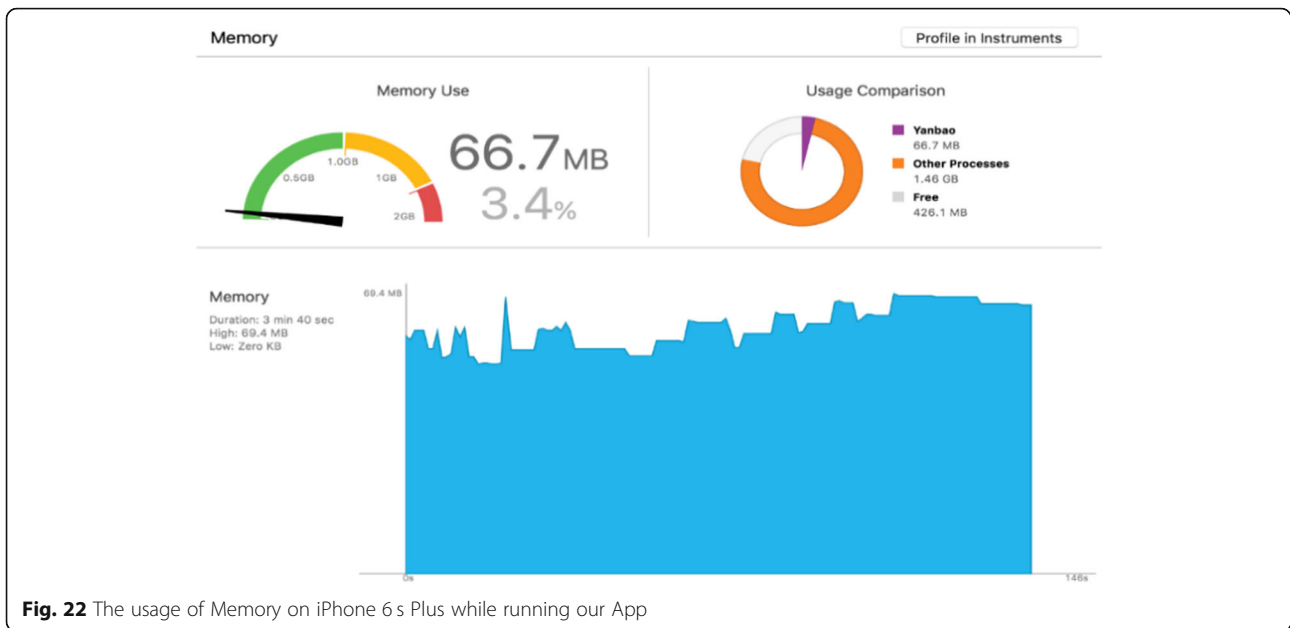 Memory
Profile in Instruments
Memory Use
0.5GB
1.0GB
1GB
2GB
66.7MB
3.4%
Usage Comparison
Yanbao
66.7 MB
Other Processes
1.46 GB
Free
426.1 MB
Memory
Duration: 3 min 40 sec
High: 69.4 MB
Low: Zero KB
69.4 MB
0s
146s
Fig. 22 The usage of Memory on iPhone 6 s Plus while running our App